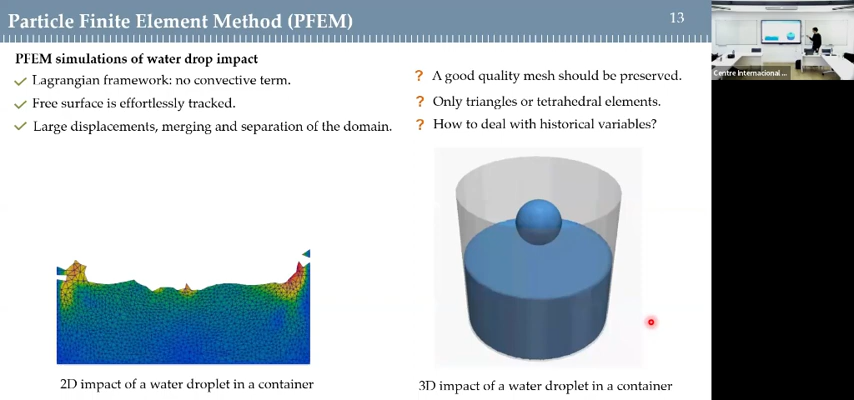 Particle Finite Element Method (PFEM)
13
PFEM simulations of water drop impact
✓ Lagrangian framework: no convective term.
✓ Free surface is effortlessly tracked.
✓ Large displacements, merging and separation of the domain.
? A good quality mesh should be preserved.
? Only triangles or tetrahedral elements.
? How to deal with historical variables?
2D impact of a water droplet in a container
3D impact of a water droplet in a container
Centre Internacional ...